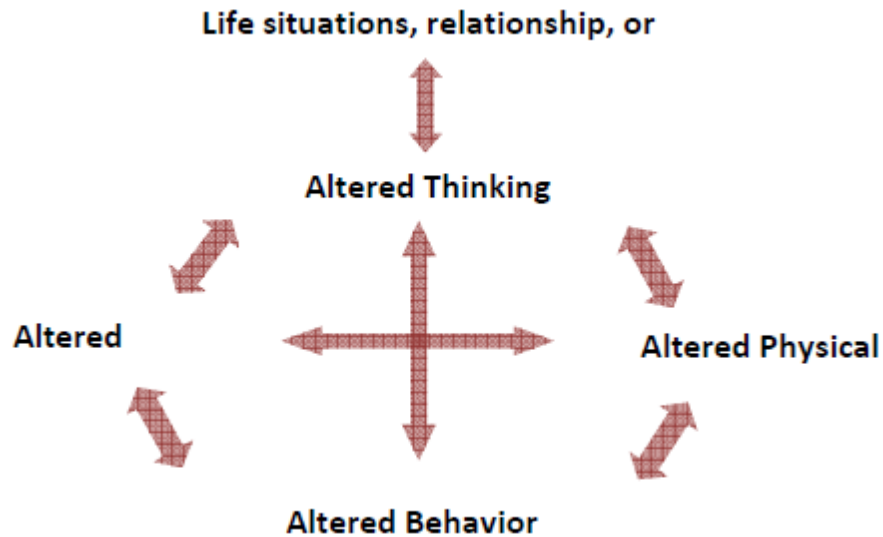 Life situations, relationship, or
Altered Thinking
Altered
Altered Physical
Altered Behavior